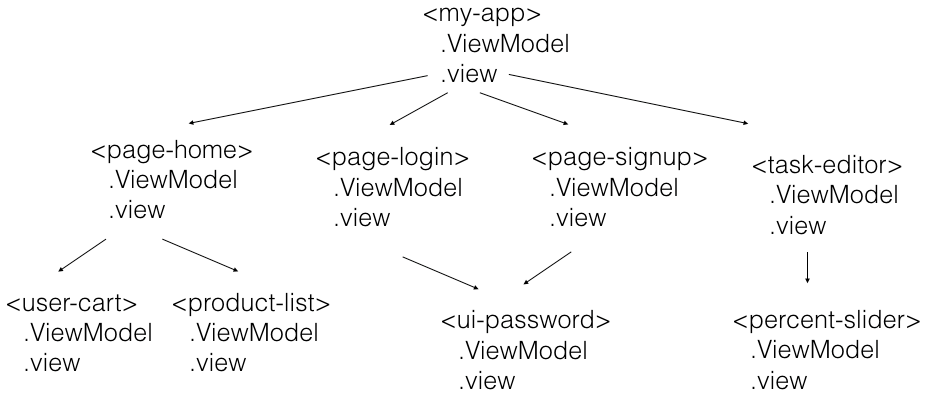 <my-app>
.ViewModel
.view
<page-home>
.ViewModel
.view
<page-login>
.ViewModel
.view
<page-signup>
.ViewModel
.view
<task-editor>
.ViewModel
.view
<user-cart>
.ViewModel
.view
<product-list>
.ViewModel
.view
<ui-password>
.ViewModel
.view
<percent-slider>
.ViewModel
.view